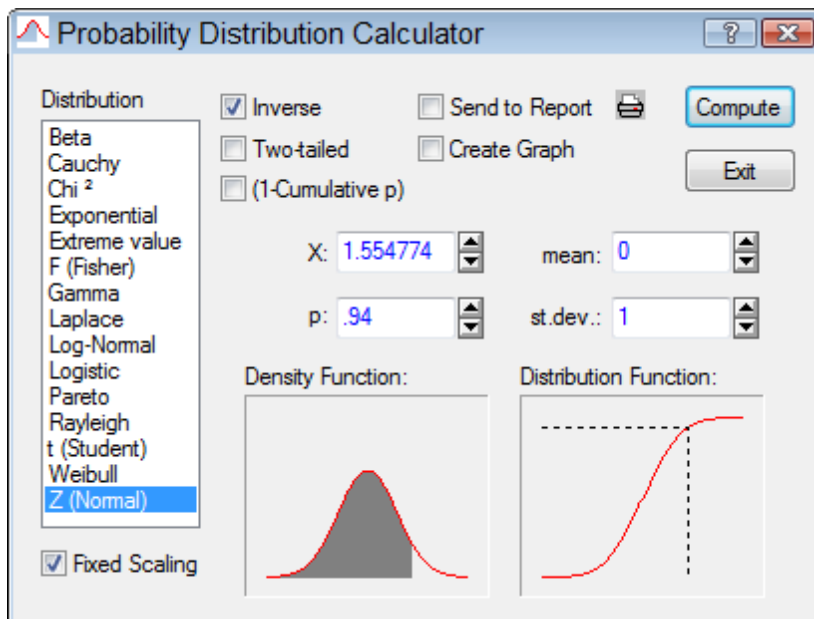 Probability Distribution Calculator
?
Distribution
Beta
Cauchy
Chi ²
Exponential
Extreme value
F (Fisher)
Gamma
Laplace
Log-Normal
Logistic
Pareto
Rayleigh
t (Student)
Weibull
Z (Normal)
Fixed Scaling
Inverse
Send to Report
Compute
Two-tailed
Create Graph
Exit
(1-Cumulative p)
X: 1.554774
mean: 0
p: .94
st.dev.: 1
Density Function:
Distribution Function: